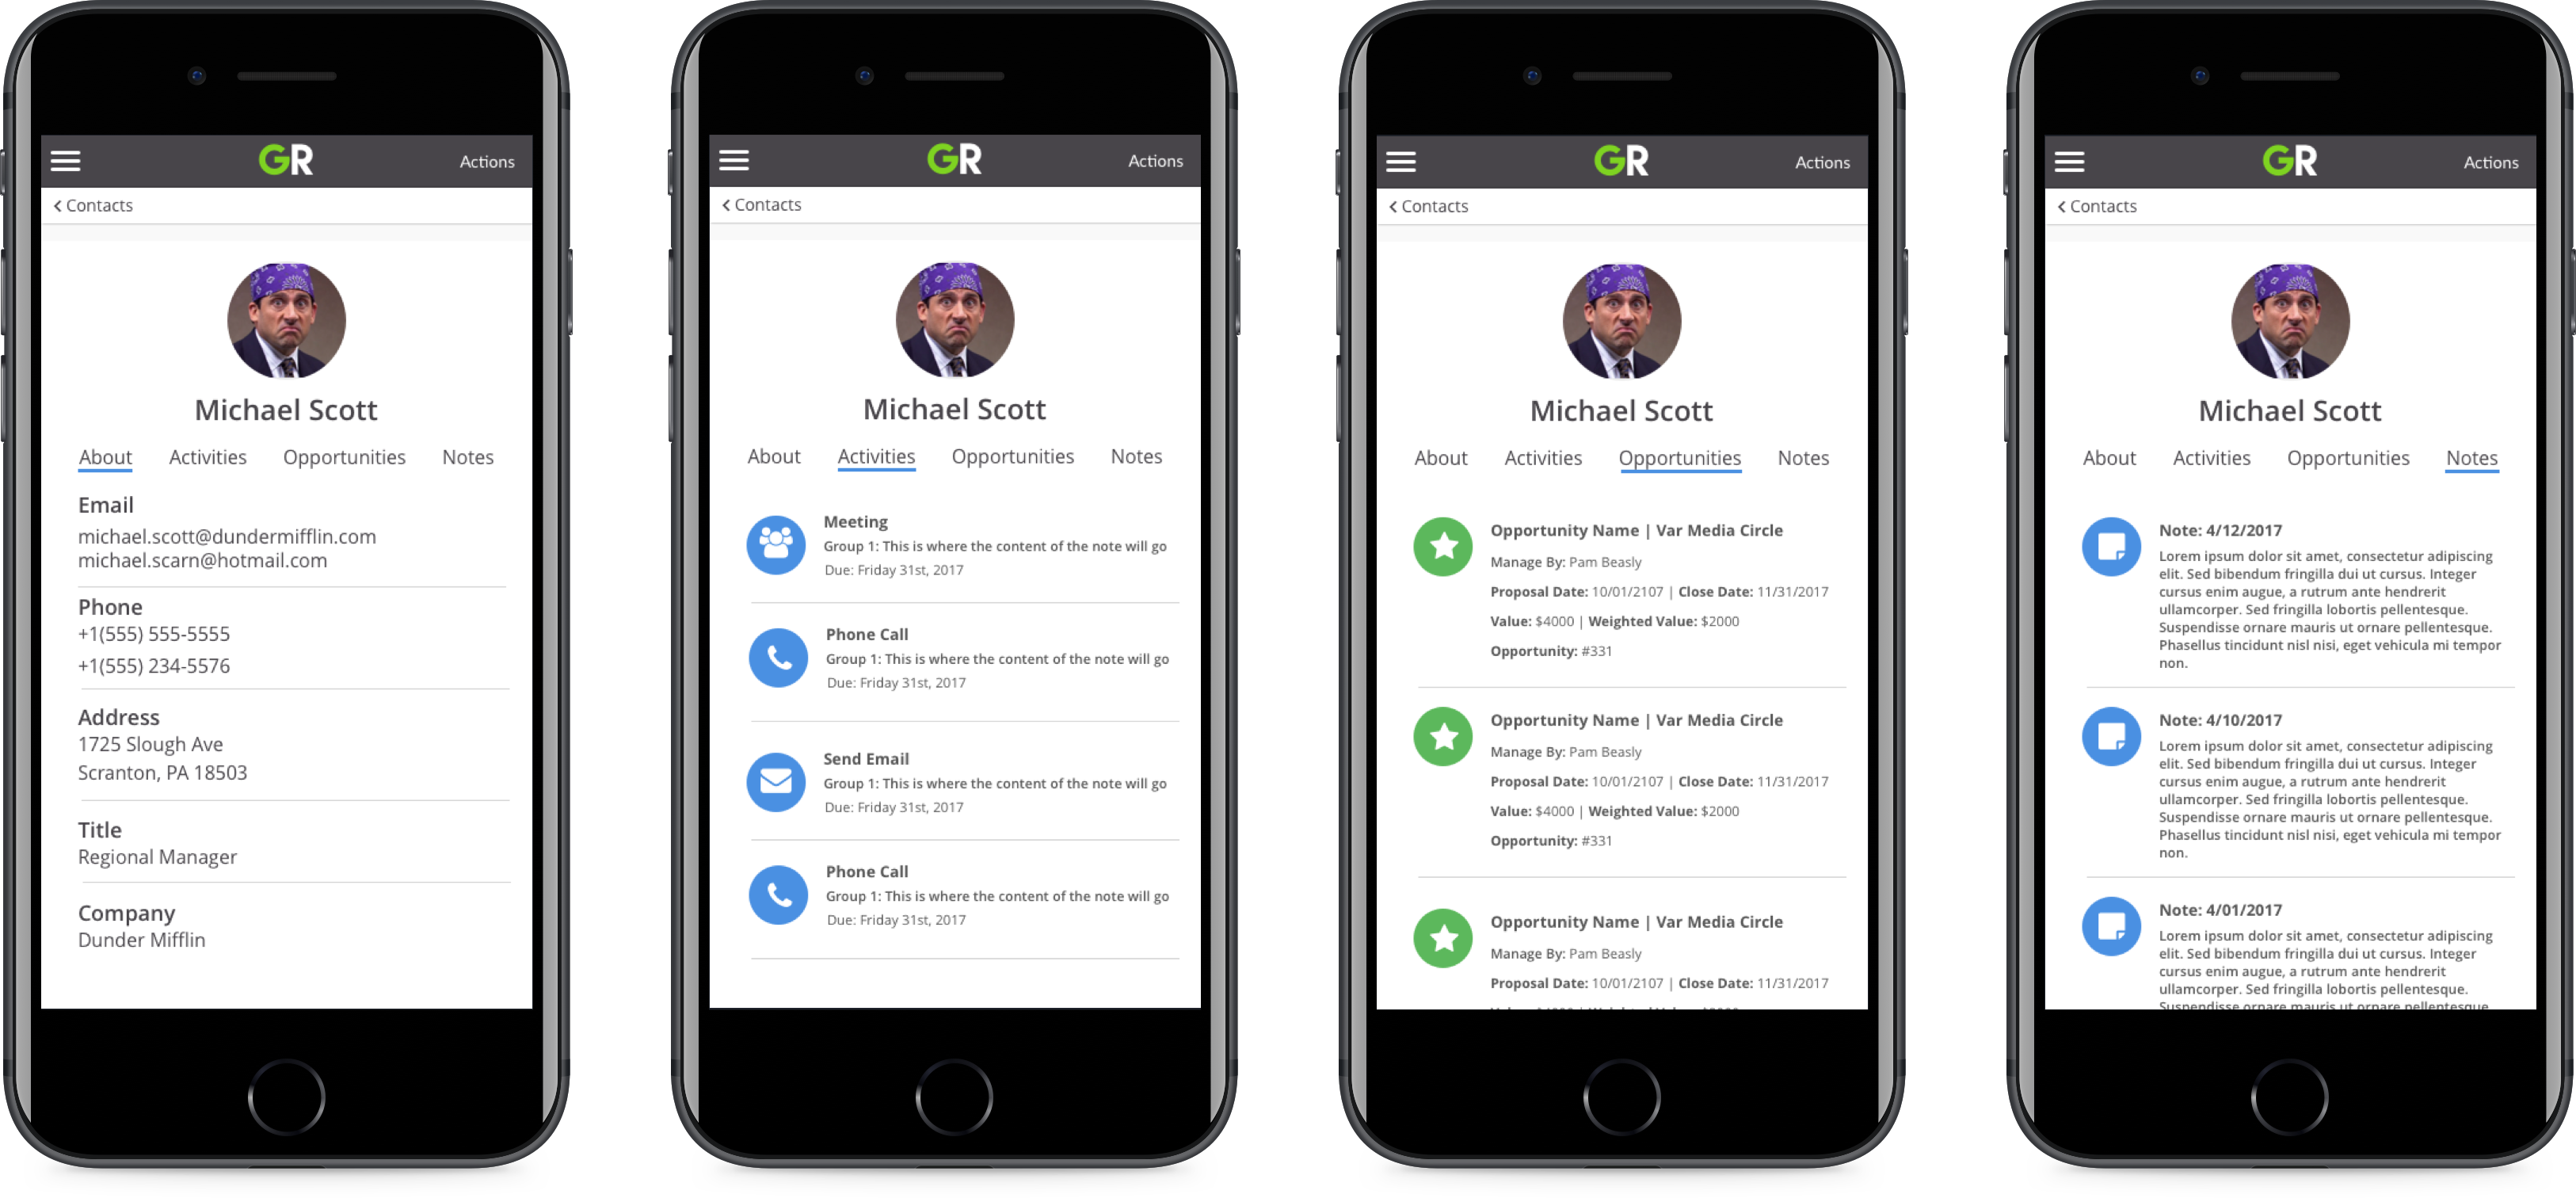 GR
Actions
Contacts
Michael Scott
About Activities Opportunities Notes
Email
michael.scott@dundermifflin.com
michael.scarn@hotmail.com
Phone
+1(555) 555-5555
+1(555) 234-5576
Address
1725 Slough Ave
Scranton, PA 18503
Title
Regional Manager
Company
Dunder Mifflin
GR
Actions
Contacts
Michael Scott
About Activities Opportunities Notes
Meeting
Group 1: This is where the content of the note will go
Due: Friday 31st, 2017
Phone Call
Group 1: This is where the content of the note will go
Due: Friday 31st, 2017
Send Email
Group 1: This is where the content of the note will go
Due: Friday 31st, 2017
Phone Call
Group 1: This is where the content of the note will go
Due: Friday 31st, 2017
GR
Actions
Contacts
Michael Scott
About Activities Opportunities Notes
Opportunity Name | Var Media Circle
Manage By: Pam Beasly
Proposal Date: 10/01/2107 | Close Date: 11/31/2017
Value: $4000 | Weighted Value: $2000
Opportunity: #331
Opportunity Name | Var Media Circle
Manage By: Pam Beasly
Proposal Date: 10/01/2107 | Close Date: 11/31/2017
Value: $4000 | Weighted Value: $2000
Opportunity: #331
Opportunity Name | Var Media Circle
Manage By: Pam Beasly
Proposal Date: 10/01/2107 | Close Date: 11/31/2017
GR
Actions
Contacts
Michael Scott
About Activities Opportunities Notes
Note: 4/12/2017
Lorem ipsum dolor sit amet, consectetur adipiscing
elit. Sed bibendum fringilla dui ut cursus. Integer
cursus enim augue, a rutrum ante hendrerit
ullamcorper. Sed fringilla lobortis pellentesque.
Suspendisse ornare mauris ut ornare pellentesque.
Phasellus tincidunt nisl nisi, eget vehicula mi tempor
non.
Note: 4/10/2017
Lorem ipsum dolor sit amet, consectetur adipiscing
elit. Sed bibendum fringilla dui ut cursus. Integer
cursus enim augue, a rutrum ante hendrerit
ullamcorper. Sed fringilla lobortis pellentesque.
Suspendisse ornare mauris ut ornare pellentesque.
Phasellus tincidunt nisl nisi, eget vehicula mi tempor
non.
Note: 4/01/2017
Lorem ipsum dolor sit amet, consectetur adipiscing
elit. Sed bibendum fringilla dui ut cursus. Integer
cursus enim augue, a rutrum ante hendrerit
ullamcorper. Sed fringilla lobortis pellentesque.
Suspendisse ornare mauris ut ornare pellentesque.